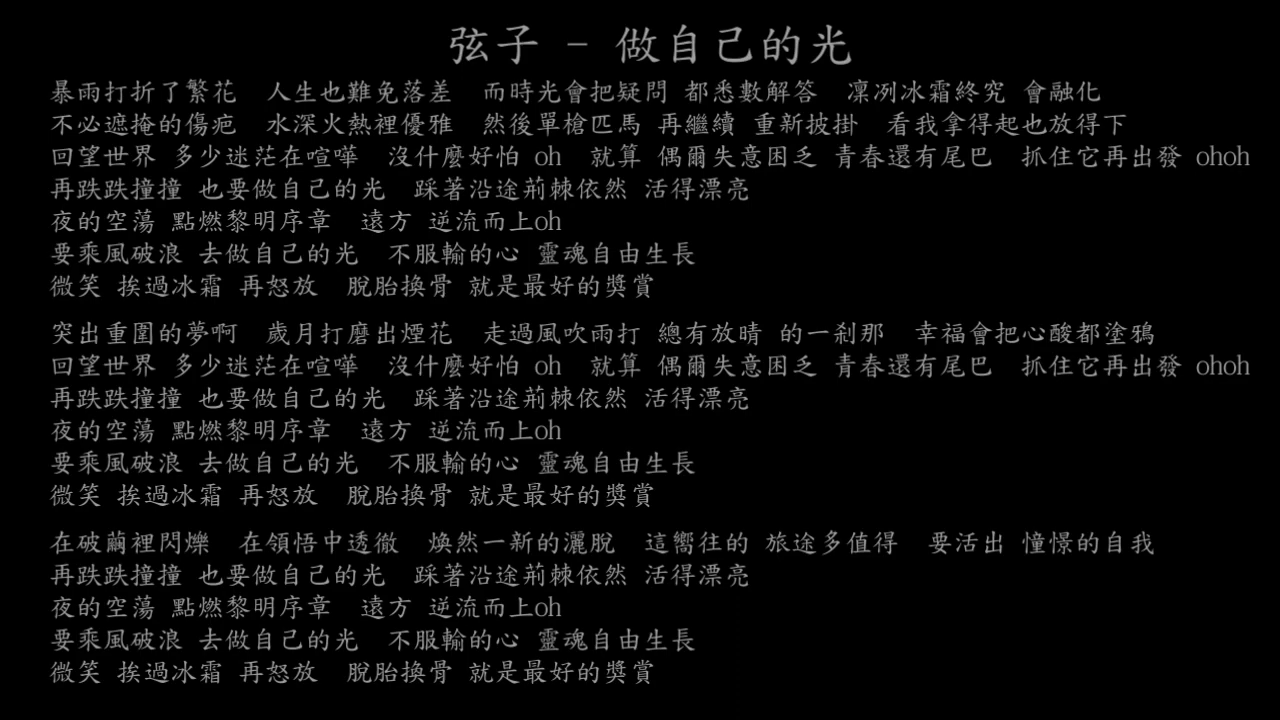 弦子 - 做自己的光
暴雨打折了繁花　人生也難免落差　而時光會把疑問 都悉數解答　凜冽冰霜終究 會融化
不必遮掩的傷疤　水深火熱裡優雅　然後單槍匹馬 再繼續 重新披掛　看我拿得起也放得下
回望世界 多少迷茫在喧嘩　沒什麼好怕 oh　就算 偶爾失意困乏 青春還有尾巴　抓住它再出發 ohoh
再跌跌撞撞 也要做自己的光　踩著沿途荊棘依然 活得漂亮
夜的空蕩 點燃黎明序章　遠方 逆流而上oh
要乘風破浪 去做自己的光　不服輸的心 靈魂自由生長
微笑 挨過冰霜 再怒放　脫胎換骨 就是最好的獎賞
突出重圍的夢啊　歲月打磨出煙花　走過風吹雨打 總有放晴 的一剎那　幸福會把心酸都塗鴉
回望世界 多少迷茫在喧嘩　沒什麼好怕 oh　就算 偶爾失意困乏 青春還有尾巴　抓住它再出發 ohoh
再跌跌撞撞 也要做自己的光　踩著沿途荊棘依然 活得漂亮
夜的空蕩 點燃黎明序章　遠方 逆流而上oh
要乘風破浪 去做自己的光　不服輸的心 靈魂自由生長
微笑 挨過冰霜 再怒放　脫胎換骨 就是最好的獎賞
在破繭裡閃爍　在領悟中透徹　煥然一新的灑脫　這嚮往的 旅途多值得　要活出 憧憬的自我
再跌跌撞撞 也要做自己的光　踩著沿途荊棘依然 活得漂亮
夜的空蕩 點燃黎明序章　遠方 逆流而上oh
要乘風破浪 去做自己的光　不服輸的心 靈魂自由生長
微笑 挨過冰霜 再怒放　脫胎換骨 就是最好的獎賞